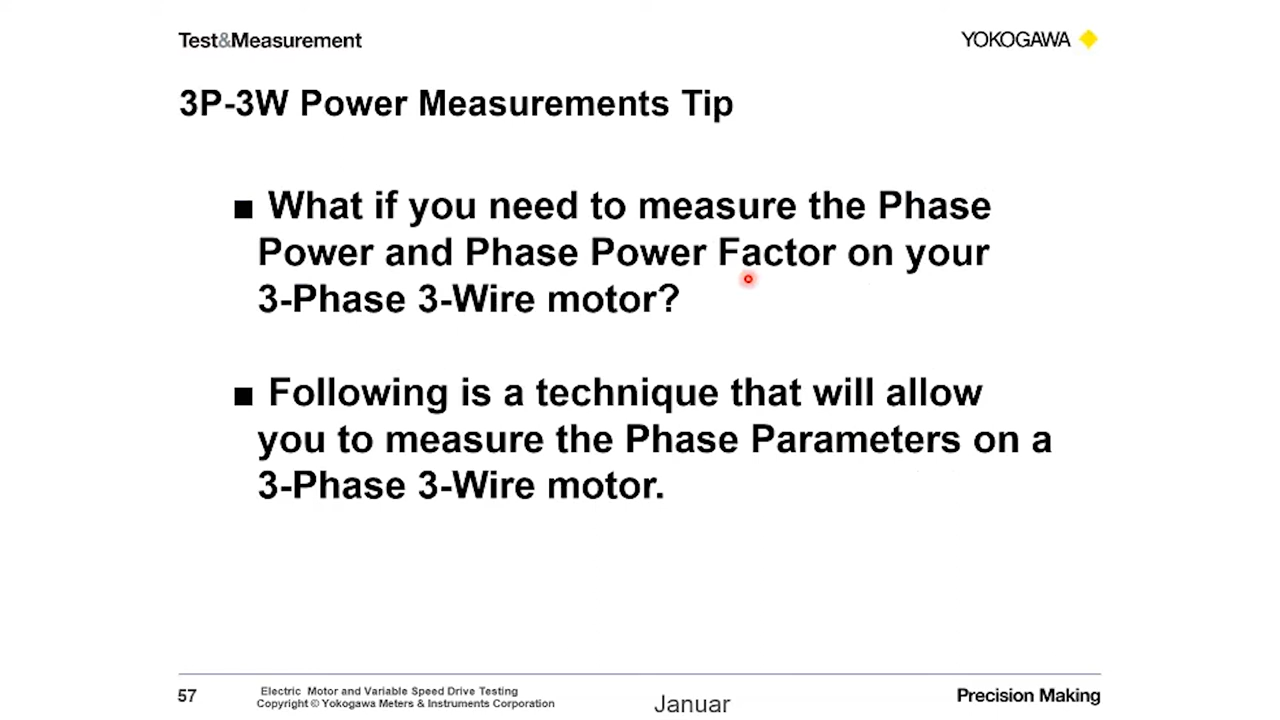 Test&Measurement
YOKOGAWA
3P-3W Power Measurements Tip
■ What if you need to measure the Phase
Power and Phase Power Factor on your
3-Phase 3-Wire motor?
■ Following is a technique that will allow
you to measure the Phase Parameters on a
3-Phase 3-Wire motor.
57
Electric Motor and Variable Speed Drive Testing
Copyright © Yokogawa Meters & Instruments Corporation
Januar
Precision Making